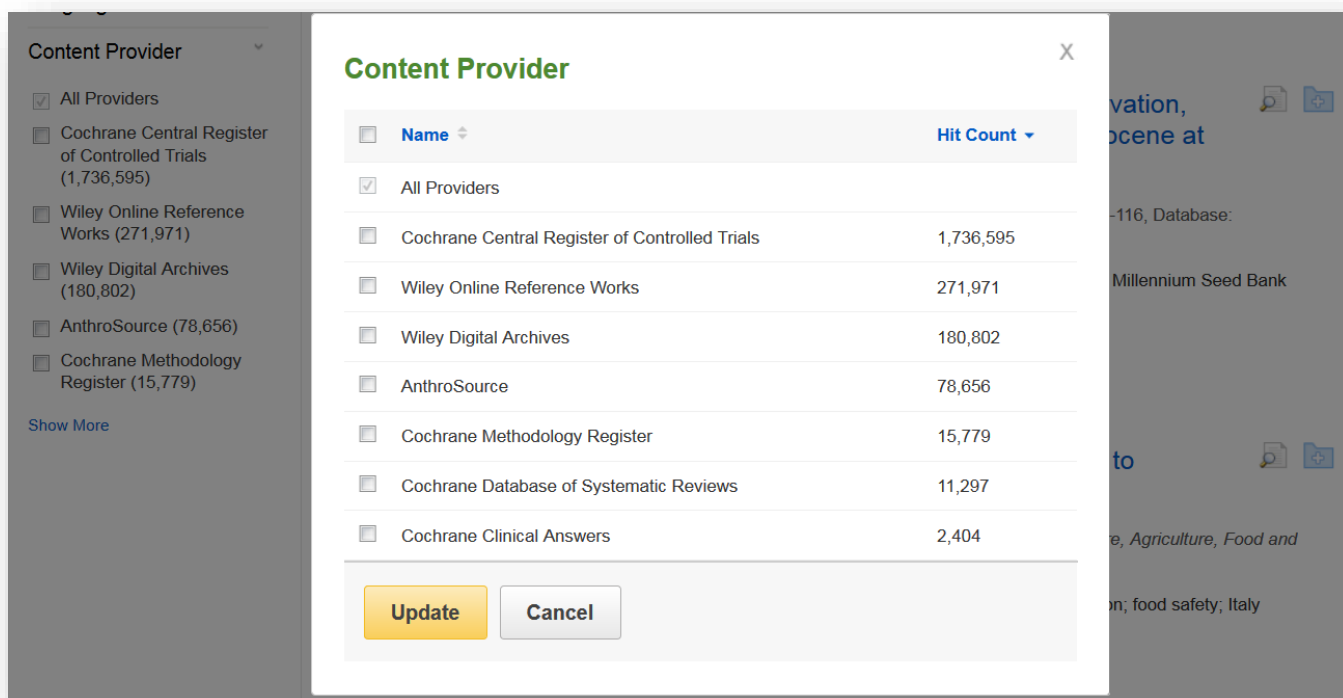 Content Provider
All Providers
Cochrane Central Register
of Controlled Trials
(1,736,595)
Wiley Online Reference
Works (271,971)
Wiley Digital Archives
(180,802)
AnthroSource (78,656)
Cochrane Methodology
Register (15,779)
Show More
Content Provider
X
Name Hit Count
All Providers
Cochrane Central Register of Controlled Trials 1,736,595
Wiley Online Reference Works 271,971
Wiley Digital Archives 180,802
AnthroSource 78,656
Cochrane Methodology Register 15,779
Cochrane Database of Systematic Reviews 11,297
Cochrane Clinical Answers 2,404
Update Cancel
vation,
ocene at
-116, Database:
Millennium Seed Bank
to
e, Agriculture, Food and
on; food safety; Italy